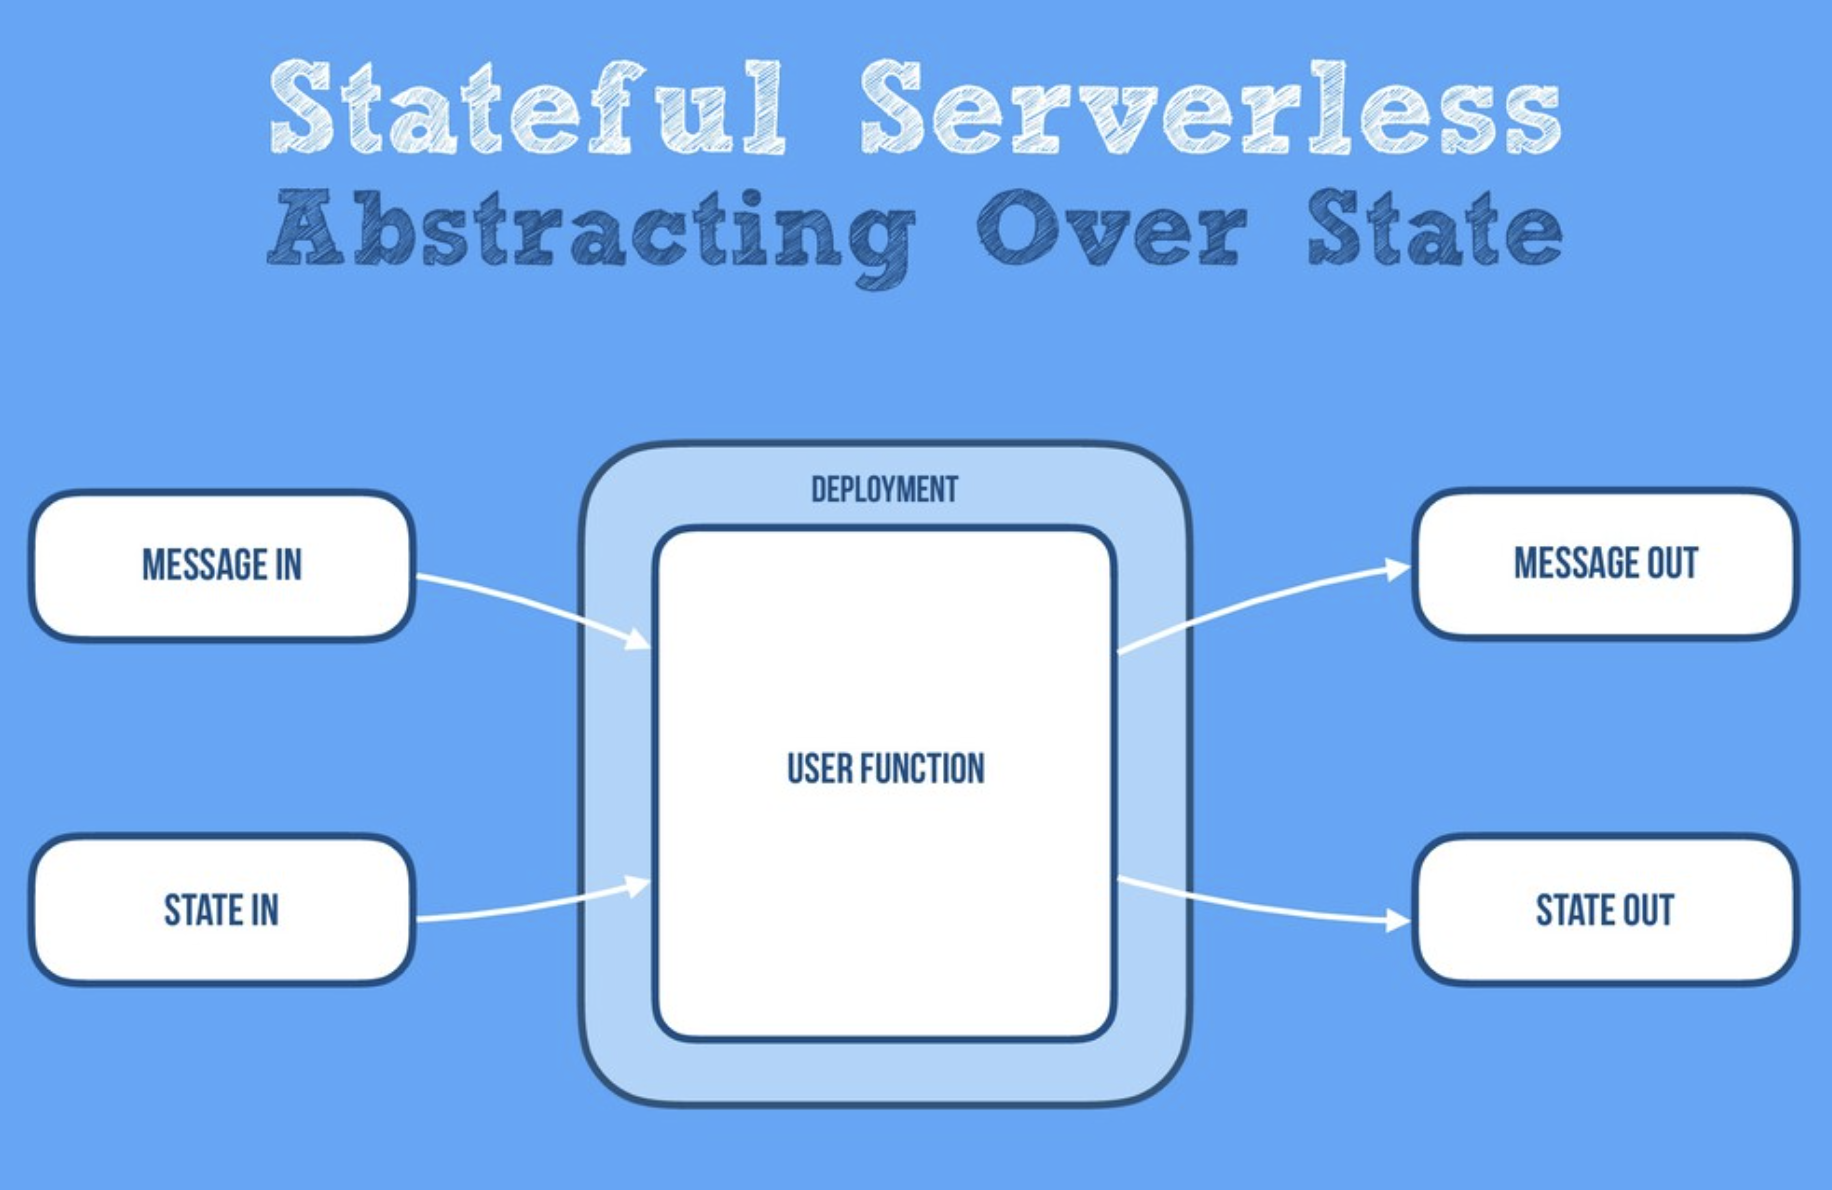 Stateful Serverless
Abstracting Over State
DEPLOYMENT
MESSAGE IN
MESSAGE OUT
USER FUNCTION
STATE IN
STATE OUT